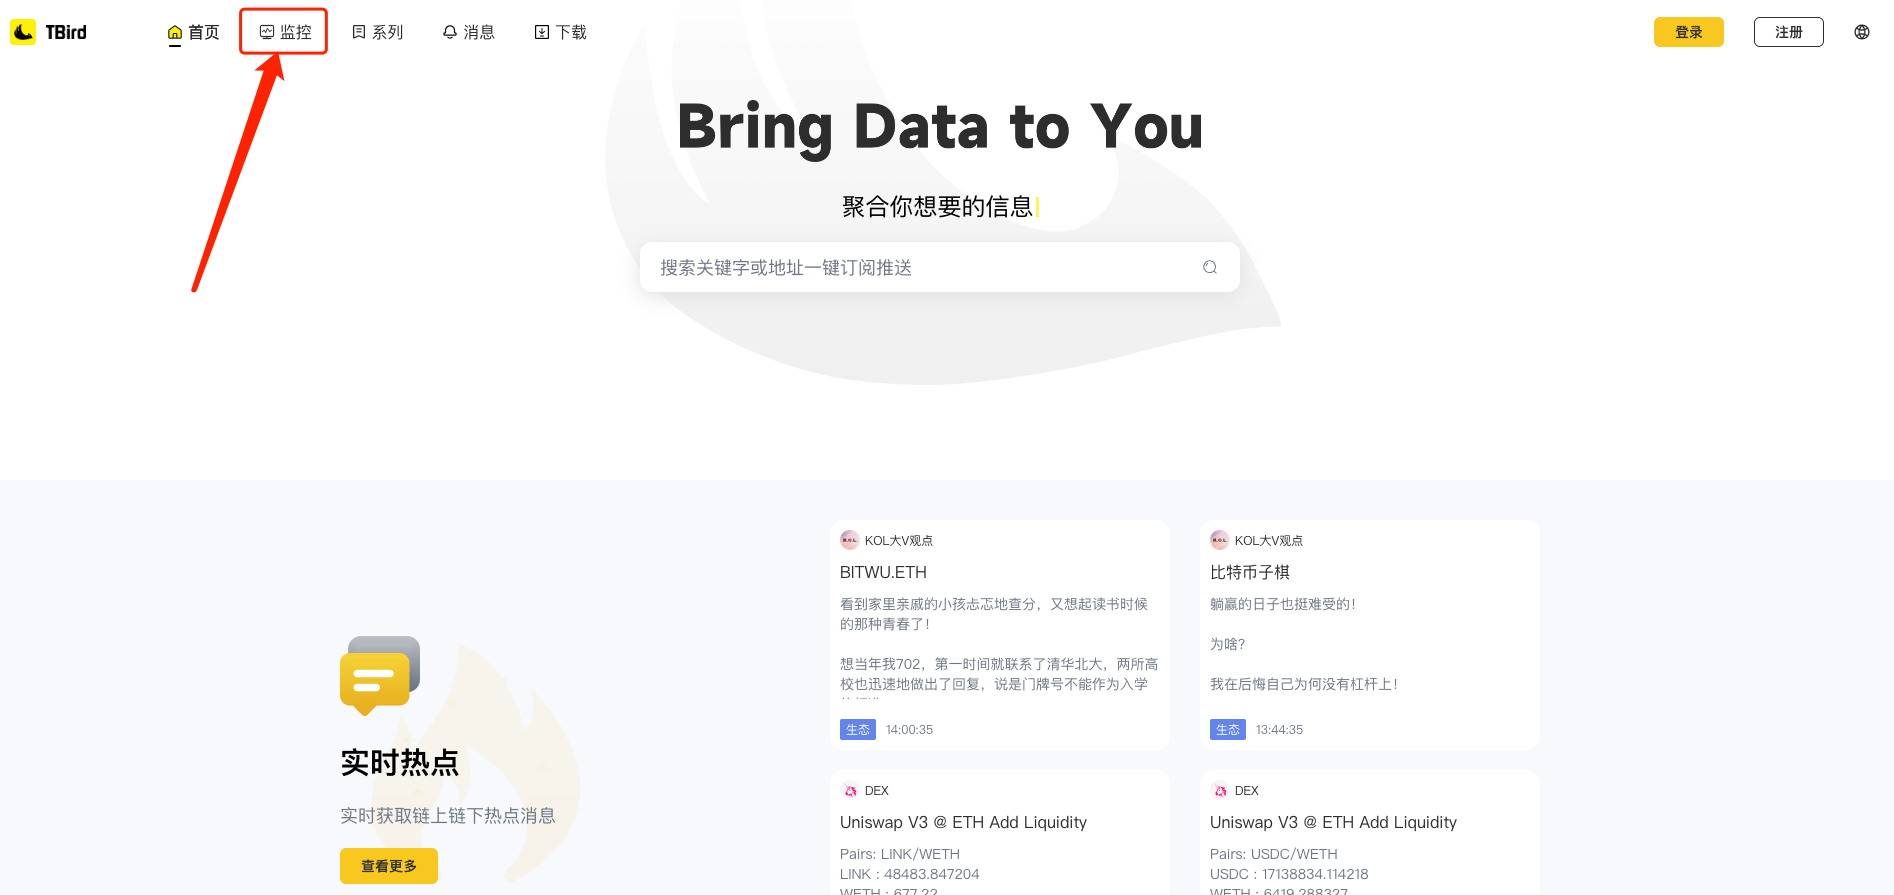 TBird
首页
监控
系列
消息
下载
登录
注册
Bring Data to You
聚合你想要的信息
搜索关键字或地址一键订阅推送
实时热点
实时获取链上链下热点消息
查看更多
KOL大V观点
BITWU.ETH
看到家里亲戚的小孩忐忑地查分，又想起读书时候
的那种青春了！
想当年我702，第一时间就联系了清华北大，两所高
校也迅速地做出了回复，说是门牌号不能作为入学
生态 14:00:35
KOL大V观点
比特币子棋
躺赢的日子也挺难受的！
为啥？
我在后悔自己为何没有杠杆上！
生态 13:44:35
DEX
Uniswap V3 @ ETH Add Liquidity
Pairs: LINK/WETH
LINK : 48483.847204
WETH : 677.22
DEX
Uniswap V3 @ ETH Add Liquidity
Pairs: USDC/WETH
USDC : 17138834.114218
WETH : 6419.288327